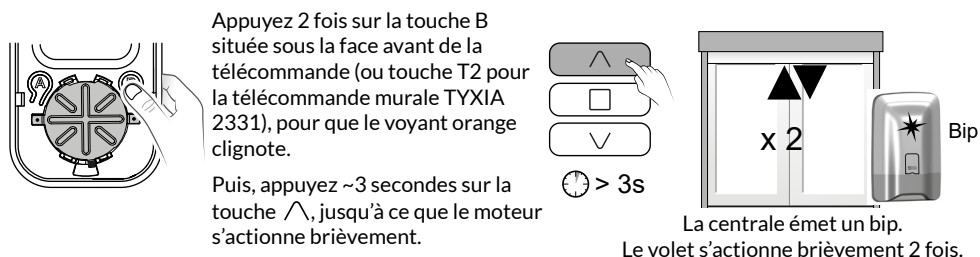 A
Appuyez 2 fois sur la touche B
située sous la face avant de la
télécommande (ou touche T2 pour
la télécommande murale TYXIA
2331), pour que le voyant orange
clignote.
Puis, appuyez ~3 secondes sur la
touche , jusqu'à ce que le moteur
s'actionne brièvement.
> 3s
x 2
Bip
La centrale émet un bip.
Le volet s'actionne brièvement 2 fois.